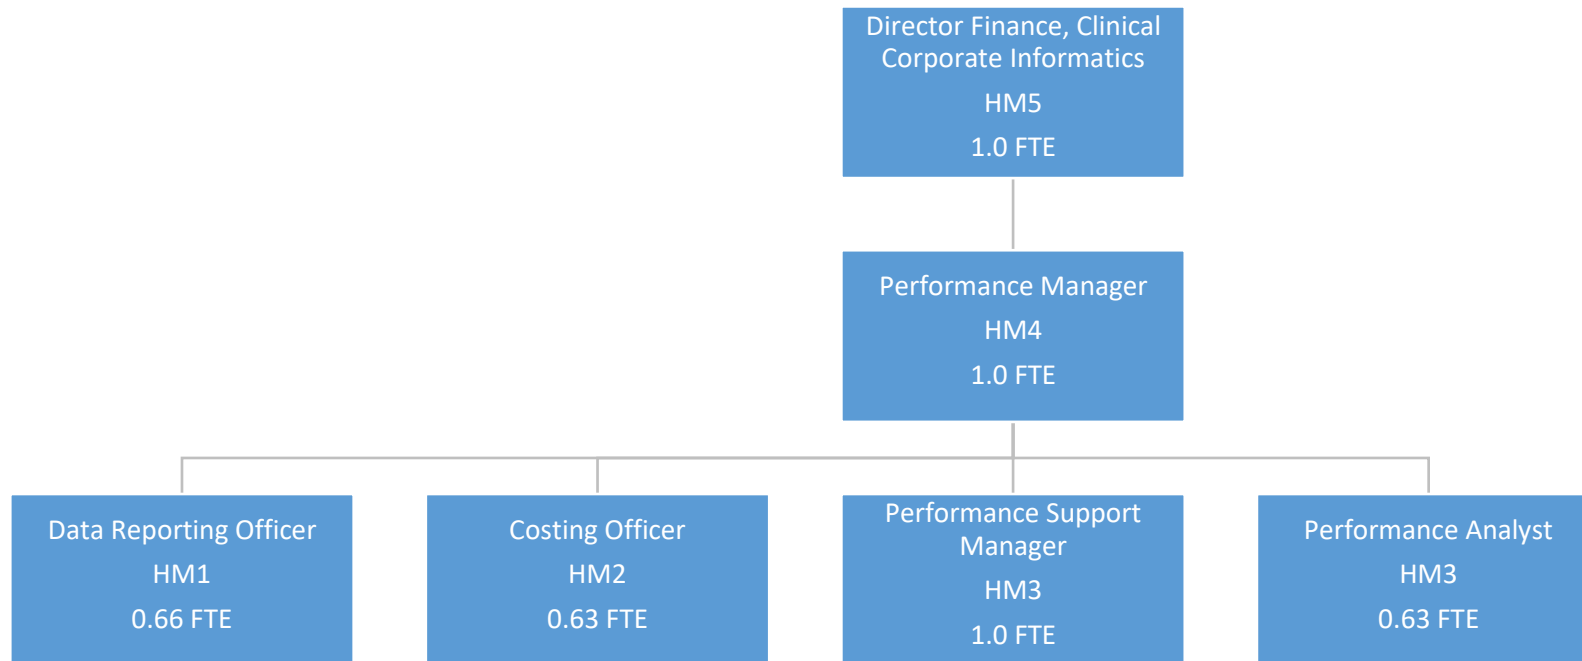 Director Finance, Clinical
Corporate Informatics
HM5
1.0 FTE
Performance Manager
HM4
1.0 FTE
Data Reporting Officer
HM1
0.66 FTE
Costing Officer
HM2
0.63 FTE
Performance Support
Manager
HM3
1.0 FTE
Performance Analyst
HM3
0.63 FTE